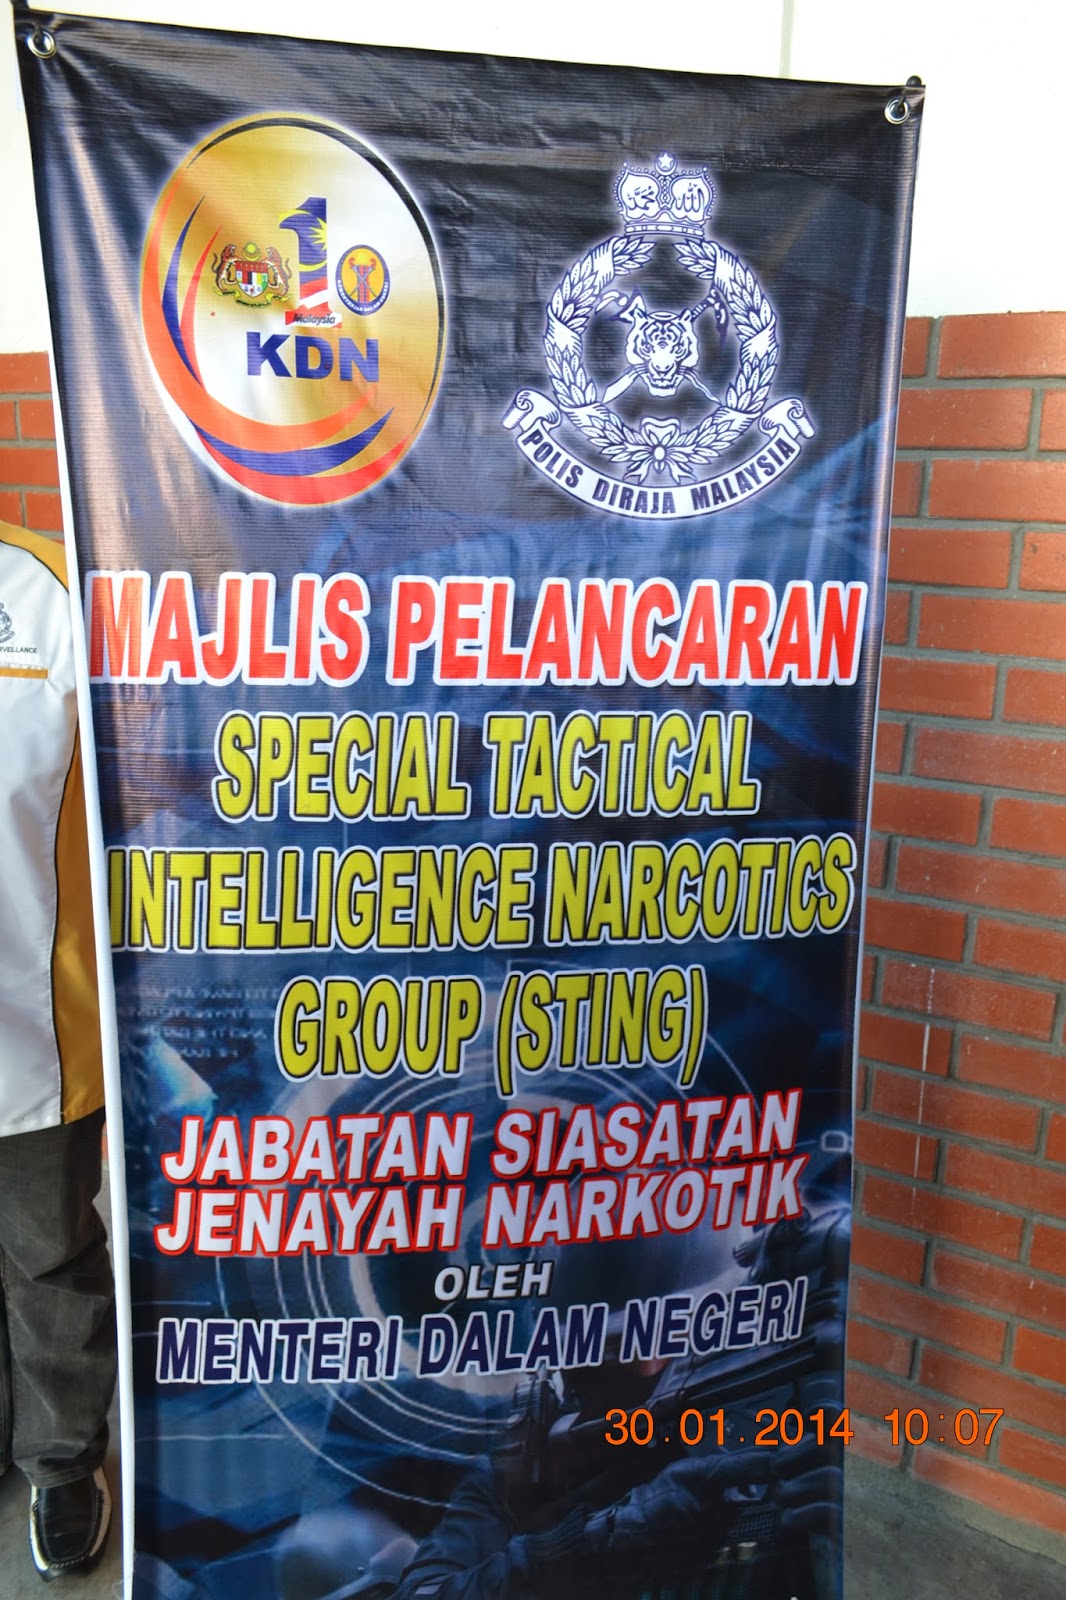 1
Malaysia
KDN
POLIS DIRAJA MALAYSIA
MAJLIS PELANCARAN
SPECIAL TACTICAL
INTELLIGENCE NARCOTICS
GROUP (STING)
JABATAN SIASATAN
JENAYAH NARKOTIK
OLEH
MENTERI DALAM NEGERI
30.01.2014 10:07